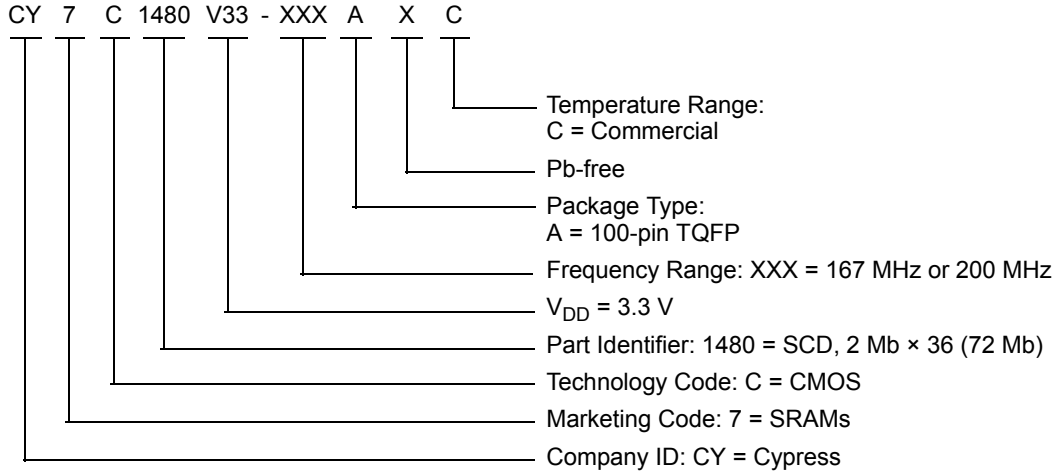 CY 7 C 1480 V33 - XXX A X C
Temperature Range:
C = Commercial
Pb-free
Package Type:
A = 100-pin TQFP
Frequency Range: XXX = 167 MHz or 200 MHz
VDD = 3.3 V
Part Identifier: 1480 = SCD, 2 Mb × 36 (72 Mb)
Technology Code: C = CMOS
Marketing Code: 7 = SRAMs
Company ID: CY = Cypress